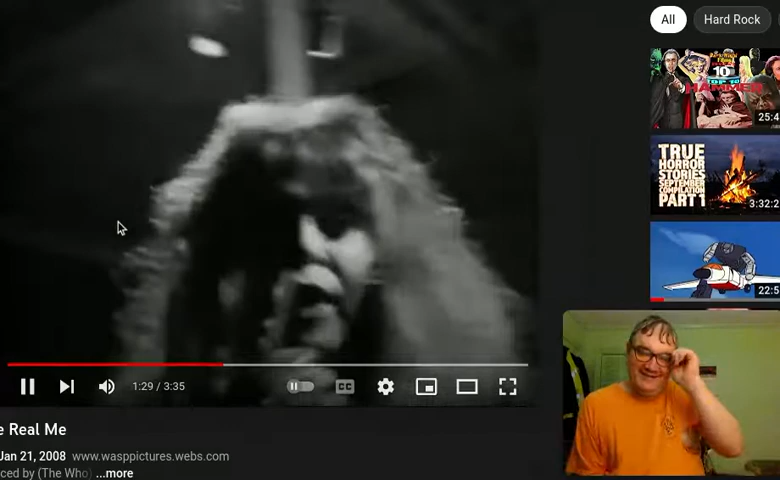 All
Hard Rock
10
HAMMER
25:4
TRUE
HORROR
STORIES
SEPTEMBER
COMPILATION
PART 1
3:32:2
22:5
1:29 / 3:35
CC
e Real Me
Jan 21, 2008 www.wasppictures.webs.com
ced by (The Who) ...more